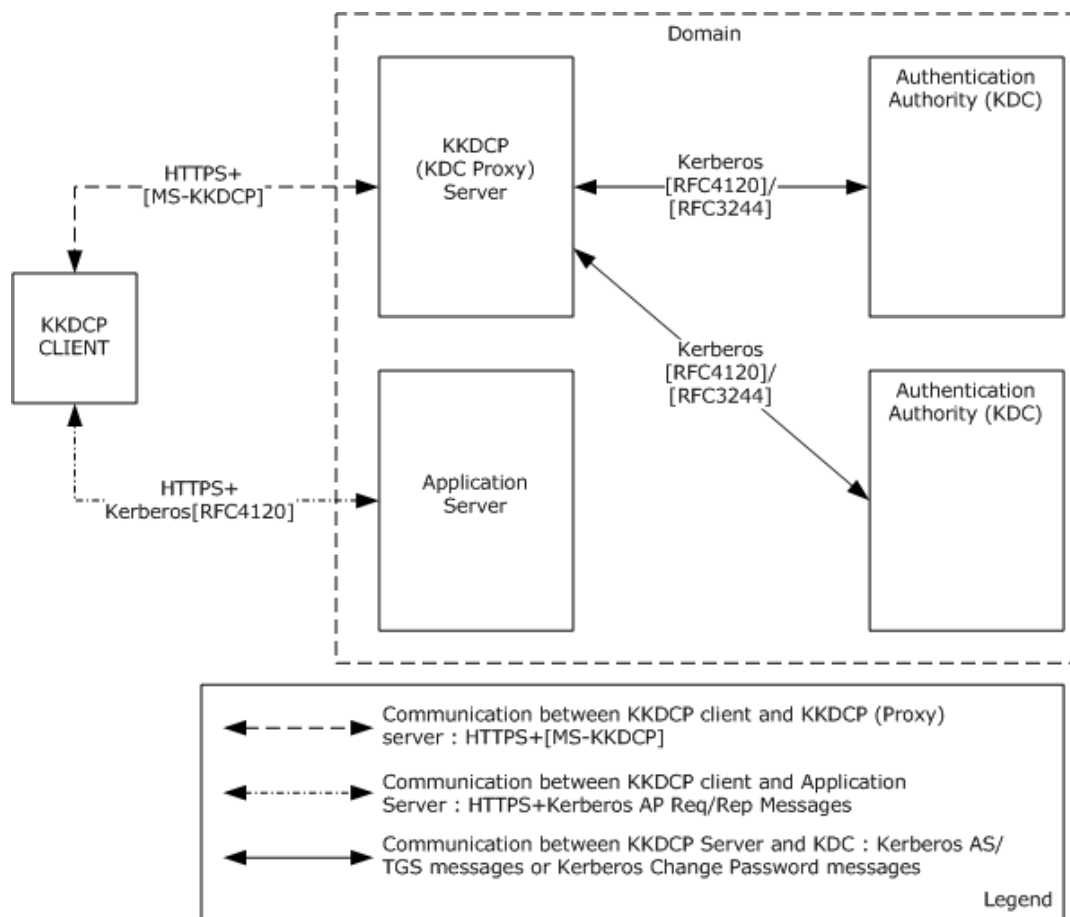 Domain
KKDCP
(KDC Proxy)
Server
Authentication
Authority (KDC)
HTTPS+
[MS-KKDCP]
Kerberos
[RFC4120]/
[RFC3244]
KKDCP
CLIENT
Kerberos
[RFC4120]/
[RFC3244]
Authentication
Authority (KDC)
HTTPS+
Kerberos[RFC4120]
Application
Server
Communication between KKDCP client and KKDCP (Proxy)
server : HTTPS+[MS-KKDCP]
Communication between KKDCP client and Application
Server : HTTPS+Kerberos AP Req/Rep Messages
Communication between KKDCP Server and KDC : Kerberos AS/
TGS messages or Kerberos Change Password messages
Legend